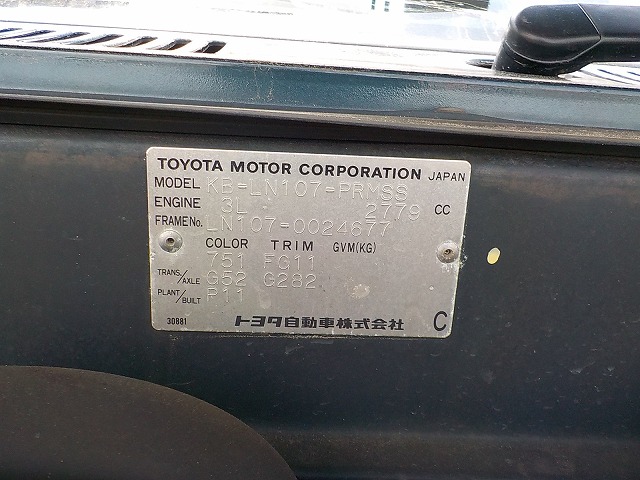 TOYOTA MOTOR CORPORATION JAPAN
MODEL KB-LN107-PRMSS
ENGINE 3L 2779 CC
FRAME No. LN107-0024677
COLOR TRIM GVM(KG)
751 FG11
TRANS./AXLE G52 G282
PLANT/BUILT P11
30881 トヨタ自動車株式会社 C